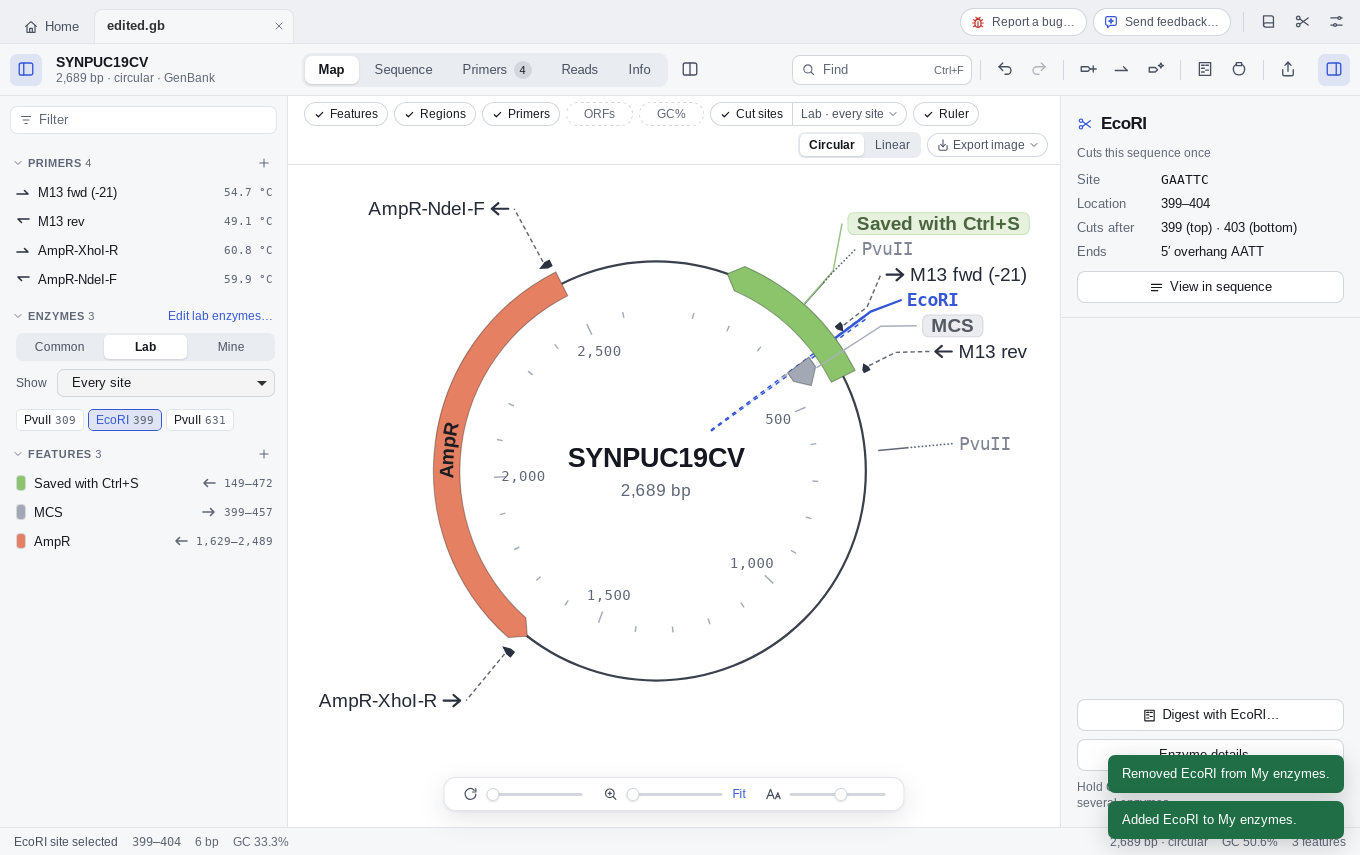 Home
edited.gb
Report a bug…
Send feedback…
SYNPUC19CV
2,689 bp · circular · GenBank
Map
Sequence
Primers 4
Reads
Info
Find
Ctrl+F
Filter
PRIMERS 4
M13 fwd (-21) 54.7 °C
M13 rev 49.1 °C
AmpR-XhoI-R 60.8 °C
AmpR-NdeI-F 59.9 °C
ENZYMES 3
Edit lab enzymes…
Common
Lab
Mine
Show
Every site
PvuII 309
EcoRI 399
PvuII 631
FEATURES 3
Saved with Ctrl+S 149–472
MCS 399–457
AmpR 1,629–2,489
Features
Regions
Primers
ORFs
GC%
Cut sites
Lab · every site
Ruler
Circular
Linear
Export image
AmpR-NdeI-F
Saved with Ctrl+S
PvuII
M13 fwd (-21)
EcoRI
MCS
M13 rev
2,500
500
AmpR
PvuII
SYNPUC19CV
2,689 bp
2,000
1,000
1,500
AmpR-XhoI-R
Fit
EcoRI
Cuts this sequence once
Site GAATTC
Location 399–404
Cuts after 399 (top) · 403 (bottom)
Ends 5′ overhang AATT
View in sequence
Digest with EcoRI…
Enzyme details
Hold
several enzymes
Removed EcoRI from My enzymes.
Added EcoRI to My enzymes.
EcoRI site selected
399–404
6 bp
GC 33.3%
2,689 bp · circular
GC 50.6%
3 features